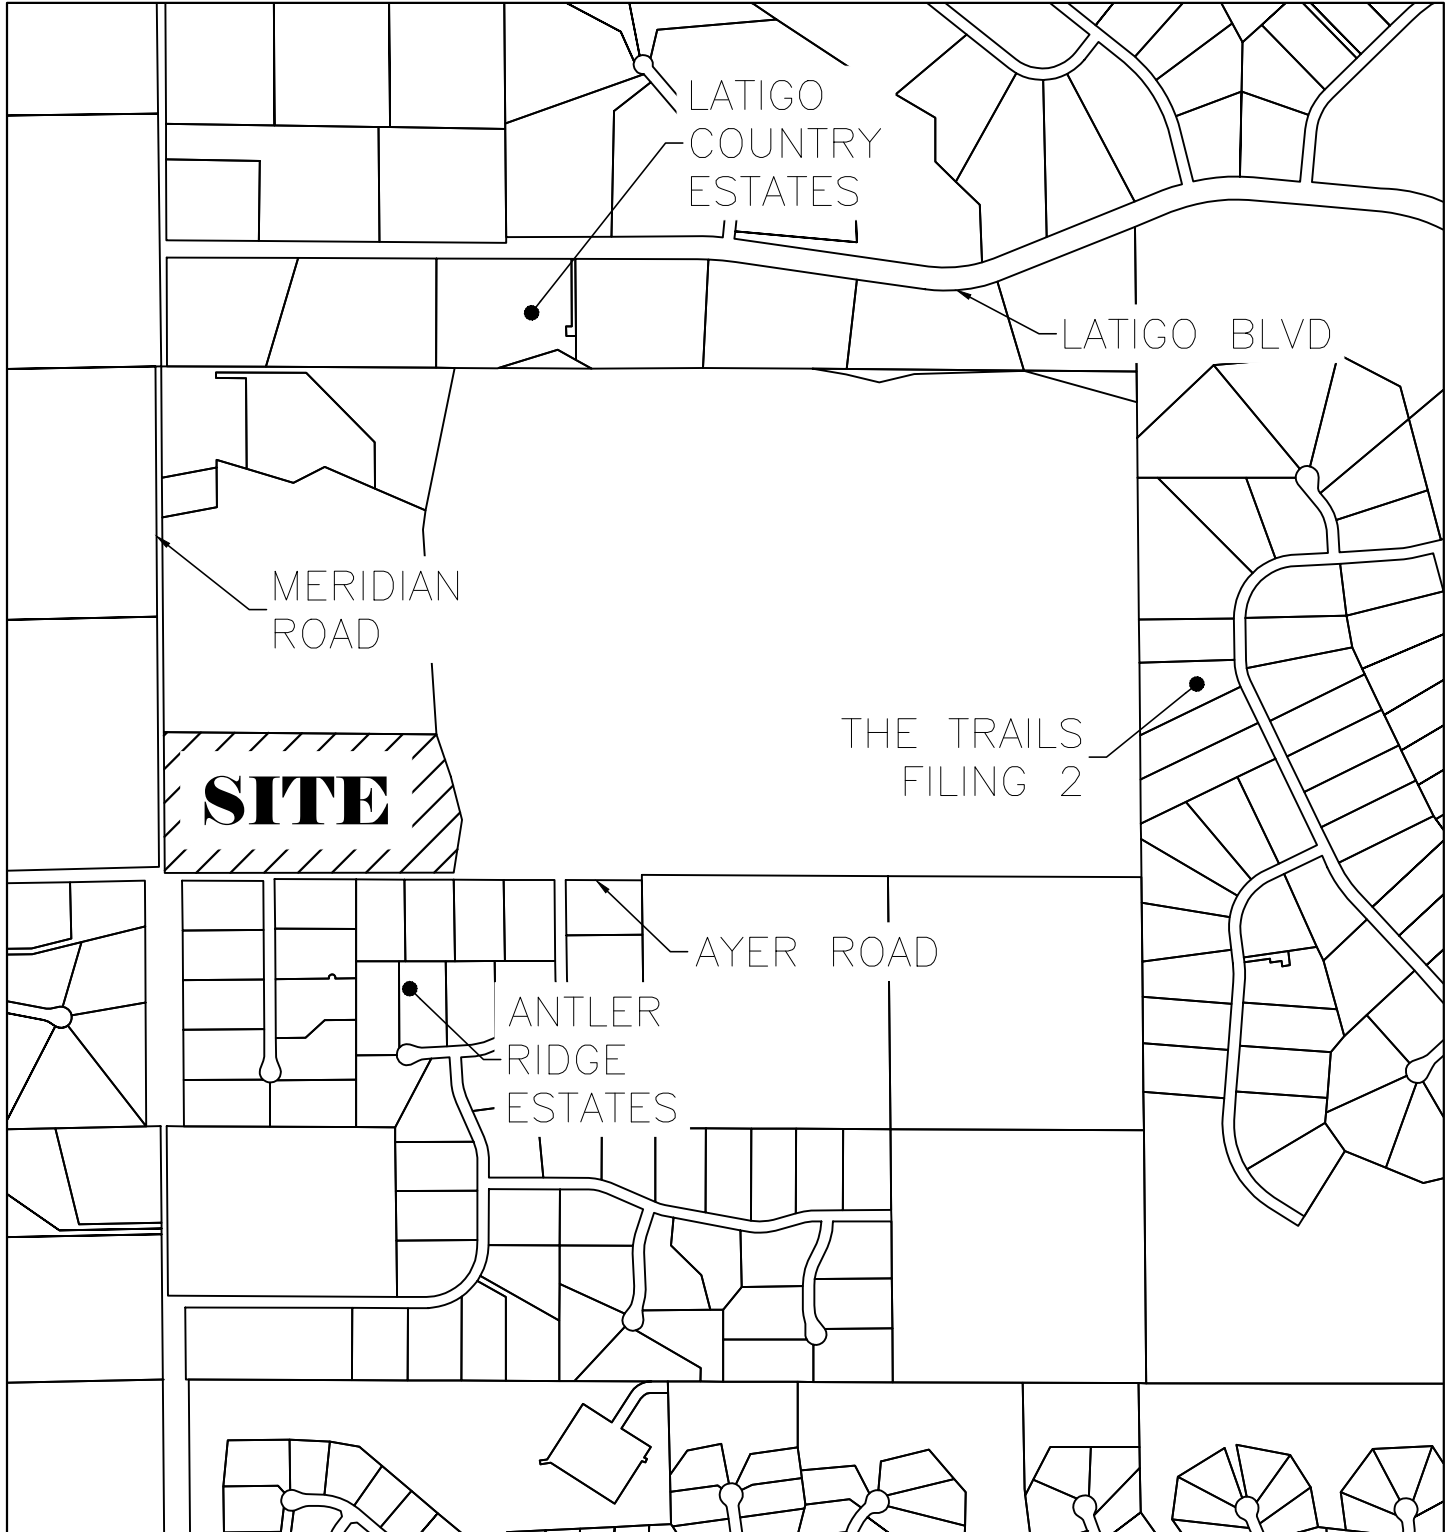 LATIGO
COUNTRY
ESTATES
LATIGO BLVD
MERIDIAN
ROAD
THE TRAILS
FILING 2
SITE
AYER ROAD
ANTLER
RIDGE
ESTATES